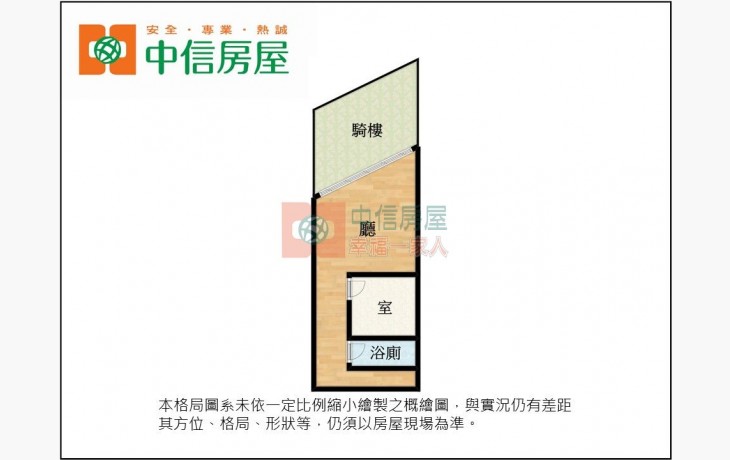 安全・專業・熱誠
中信房屋
騎樓
中信房屋
廳
幸福一家人
室
浴廁
本格局圖系未依一定比例縮小繪製之概繪圖，與實況仍有差距
其方位、格局、形狀等，仍須以房屋現場為準。